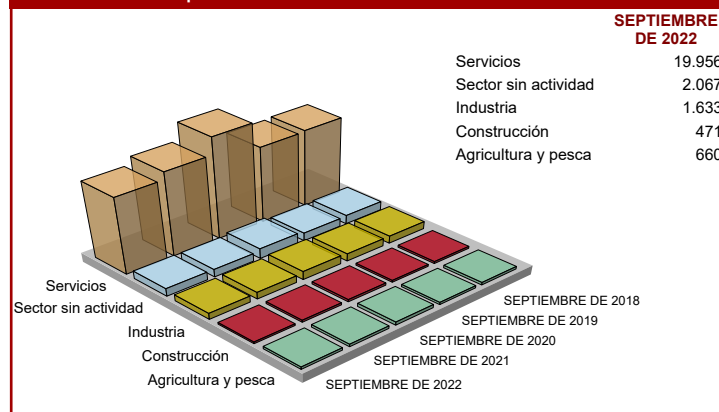 SEPTIEMBRE
DE 2022
Servicios 19.956
Sector sin actividad 2.067
Industria 1.633
Construcción 471
Agricultura y pesca 660
Servicios
Sector sin actividad
Industria
Construcción
Agricultura y pesca
SEPTIEMBRE DE 2018
SEPTIEMBRE DE 2019
SEPTIEMBRE DE 2020
SEPTIEMBRE DE 2021
SEPTIEMBRE DE 2022